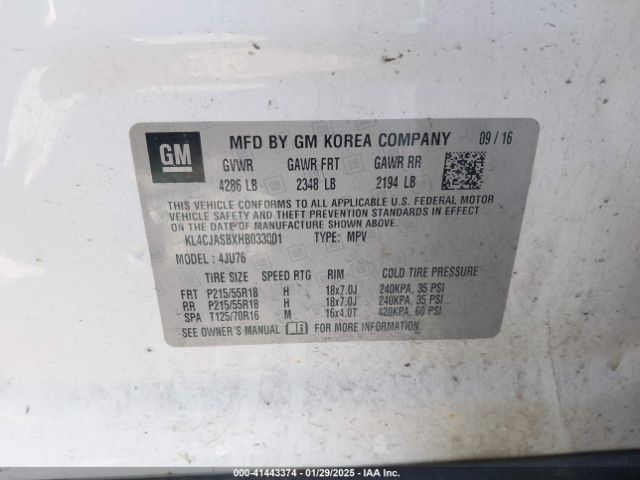 GM
MFD BY GM KOREA COMPANY 09 / 16
GVWR GAWR FRT GAWR RR
4286 LB 2348 LB 2194 LB
THIS VEHICLE CONFORMS TO ALL APPLICABLE U.S. FEDERAL MOTOR
VEHICLE SAFETY AND THEFT PREVENTION STANDARDS IN EFFECT ON
THE DATE OF MANUFACTURE SHOWN ABOVE.
KL4CJASBXHB033001 TYPE: MPV
MODEL : 4JU76
TIRE SIZE SPEED RTG RIM COLD TIRE PRESSURE
FRT P215/55R18 H 18x7.0J 240KPA, 35 PSI
RR P215/55R18 H 18x7.0J 240KPA, 35 PSI
SPA T125/70R16 M 16x4.0T 420KPA, 60 PSI
SEE OWNER'S MANUAL FOR MORE INFORMATION.
000-41443374 - 01/29/2025 - IAA Inc.